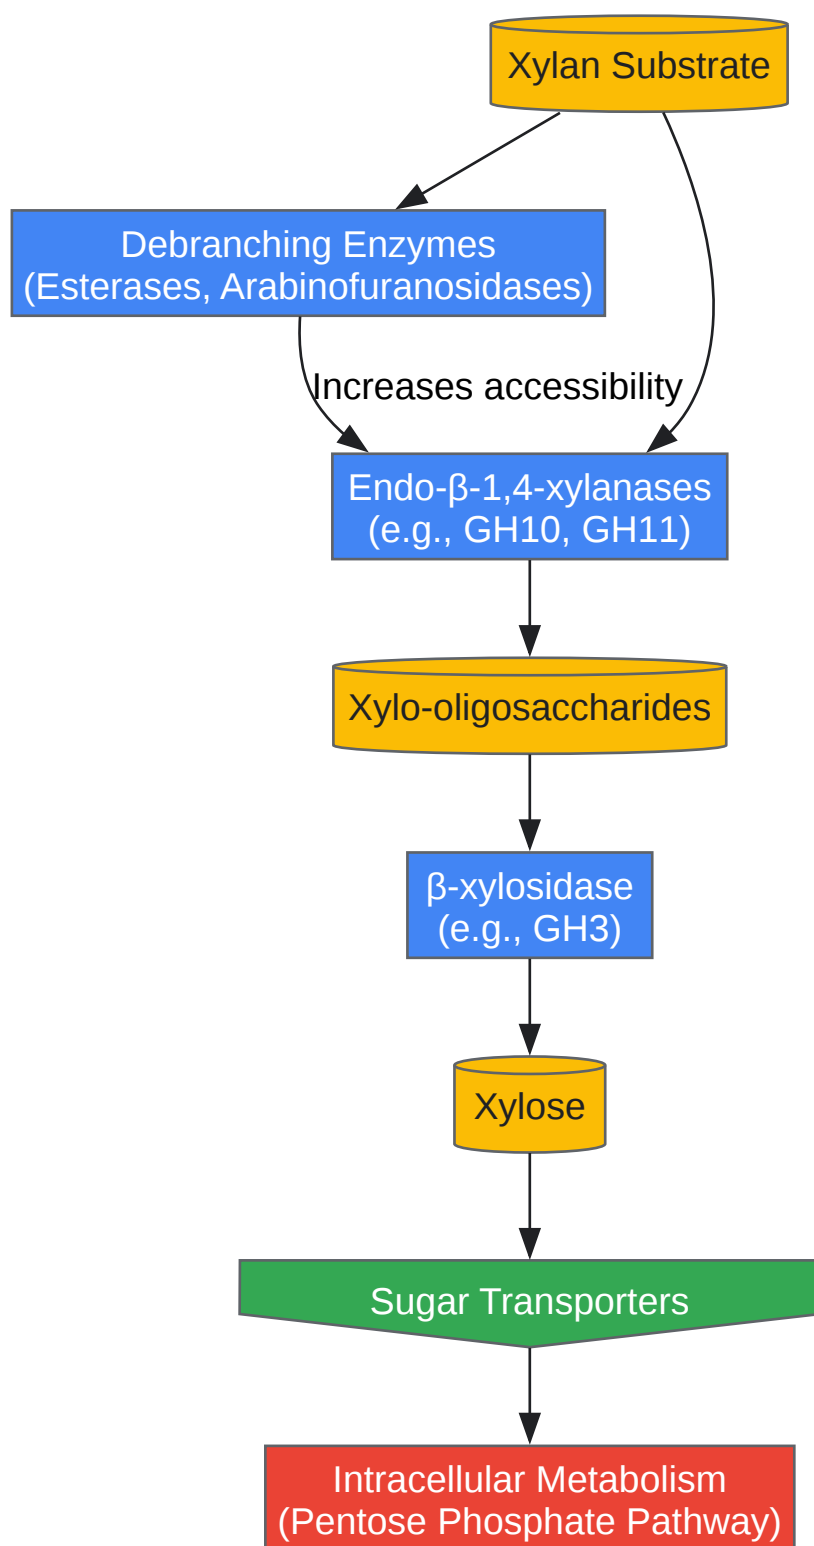 Xylan Substrate
Debranching Enzymes
(Esterases, Arabinofuranosidases)
Increases accessibility
Endo-β-1,4-xylanases
(e.g., GH10, GH11)
Xylo-oligosaccharides
β-xylosidase
(e.g., GH3)
Xylose
Sugar Transporters
Intracellular Metabolism
(Pentose Phosphate Pathway)